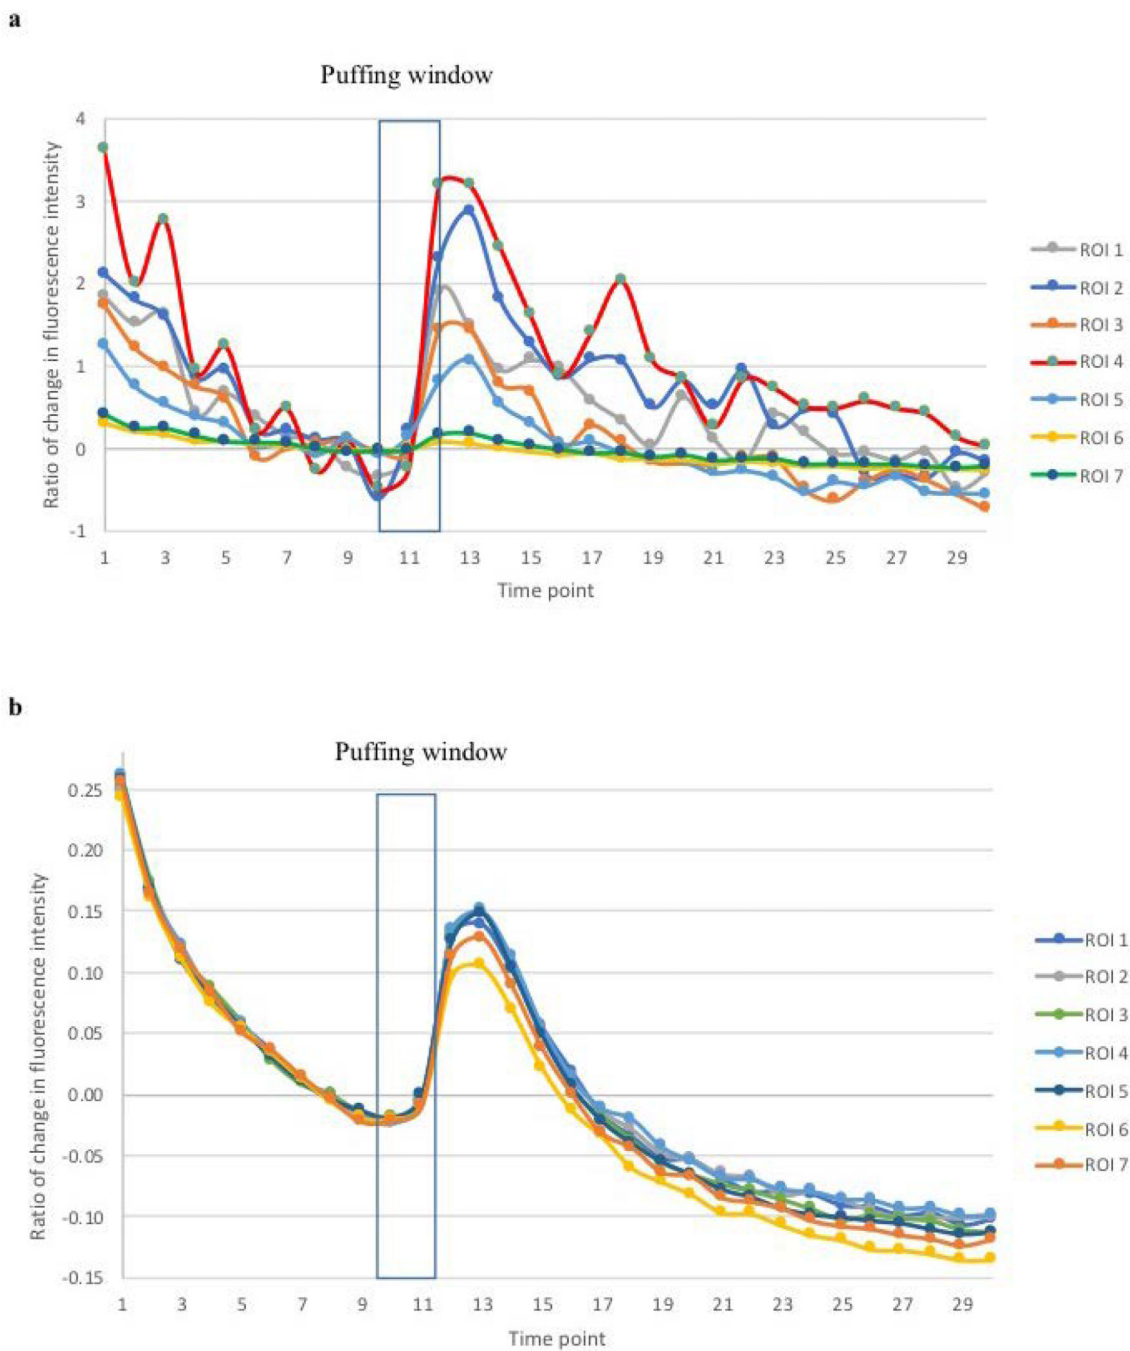 a
Puffing window
Ratio of change in fluorescence intensity
4
3
2
1
0
-1
1 3 5 7 9 11 13 15 17 19 21 23 25 27 29
Time point
ROI 1
ROI 2
ROI 3
ROI 4
ROI 5
ROI 6
ROI 7
b
Puffing window
Ratio of change in fluorescence intensity
0.25
0.20
0.15
0.10
0.05
0.00
-0.05
-0.10
-0.15
1 3 5 7 9 11 13 15 17 19 21 23 25 27 29
Time point
ROI 1
ROI 2
ROI 3
ROI 4
ROI 5
ROI 6
ROI 7